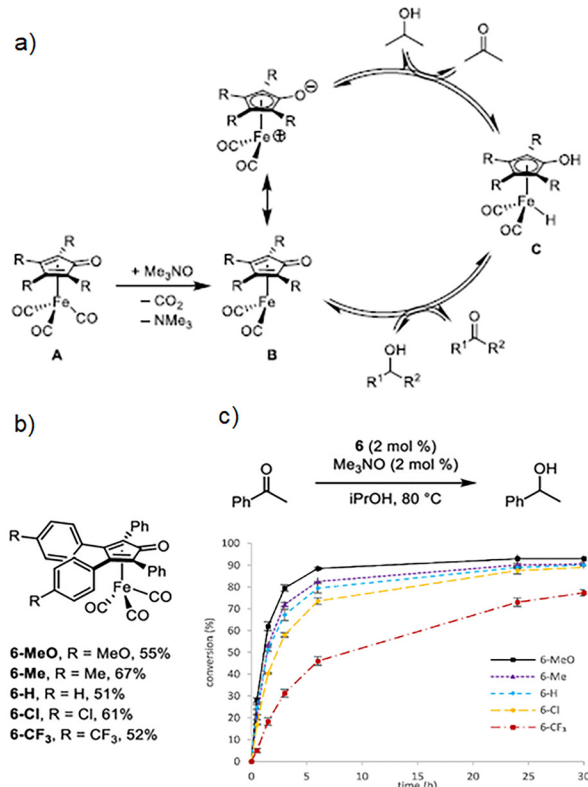 a)
OH
O
R
R
R
R
O
⊖
Fe
⊕
OC
OC
R
R
R
R
OH
Fe
OC
OC
H
C
R
R
R
R
O
Fe
OC
OC
CO
A
+ Me₃NO
– CO₂
– NMe₃
R
R
R
R
O
Fe
OC
OC
B
OH
R¹
R²
O
R¹
R²
b)
R
R
Ph
O
Ph
Fe
OC
OC
CO
6-MeO, R = MeO, 55%
6-Me, R = Me, 67%
6-H, R = H, 51%
6-Cl, R = Cl, 61%
6-CF₃, R = CF₃, 52%
c)
O
Ph
6 (2 mol %)
Me₃NO (2 mol %)
iPrOH, 80 °C
OH
Ph
conversion (%)
100
90
80
70
60
50
40
30
20
10
0
6-MeO
6-Me
6-H
6-Cl
6-CF₃
0
5
10
15
20
25
30
time (h)